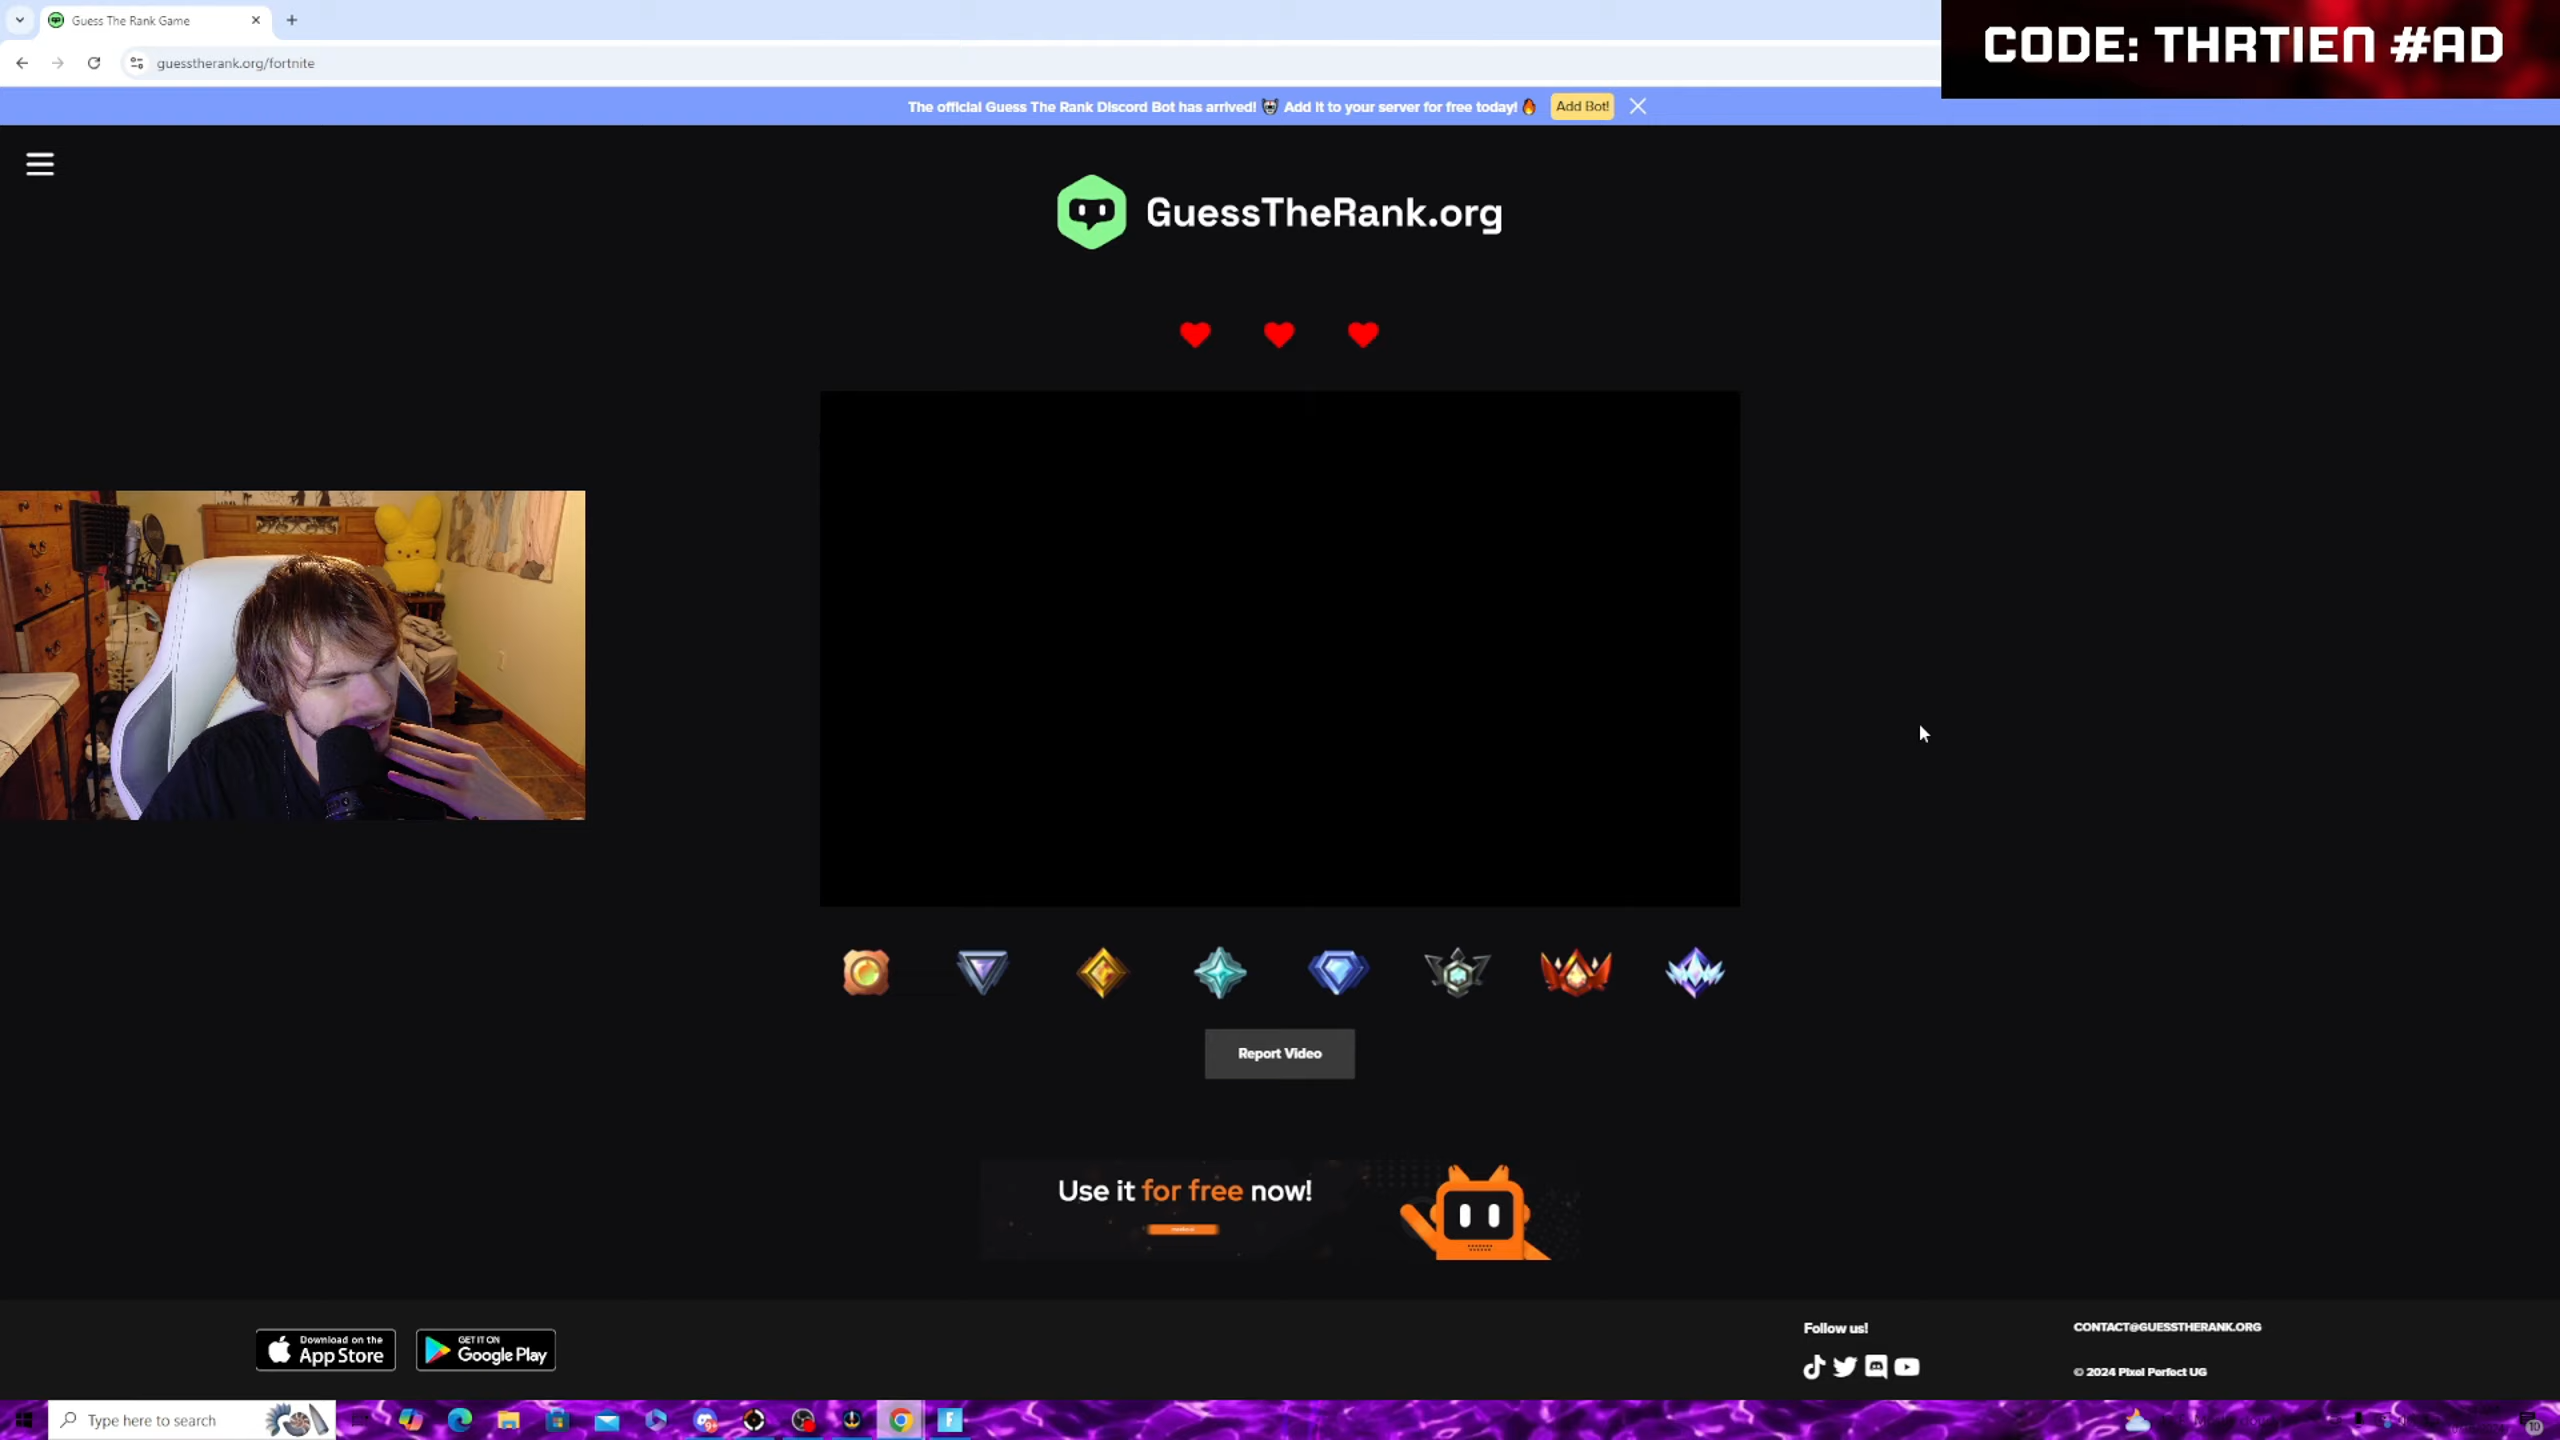 Guess The Rank Game
CODE: THRTIEN #AD
guesstherank.org/fortnite
The official Guess The Rank Discord Bot has arrived! Add it to your server for free today! Add Bot!
GuessTheRank.org
Report Video
Use it for free now!
Download on the
App Store
GET IT ON
Google Play
Follow us!
CONTACT@GUESSTHERANK.ORG
© 2024 Pixel Perfect UG
Type here to search